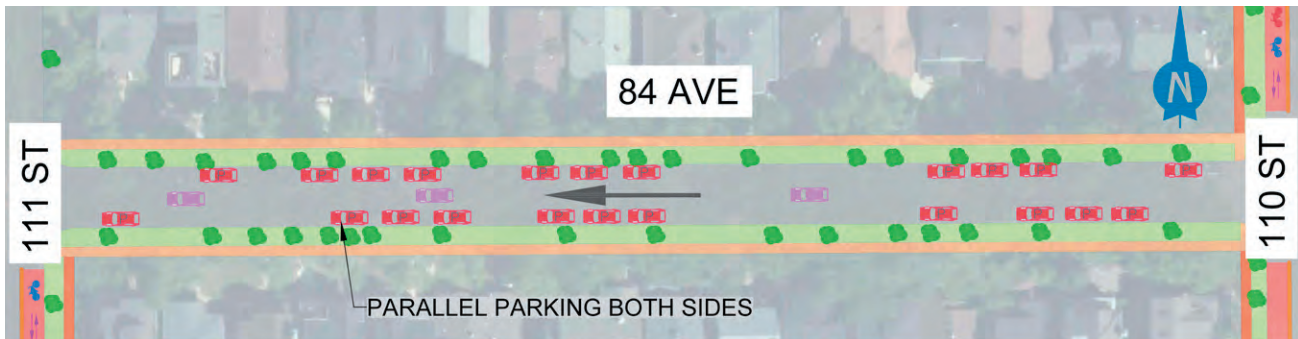 84 AVE
N
111 ST
110 ST
PARALLEL PARKING BOTH SIDES